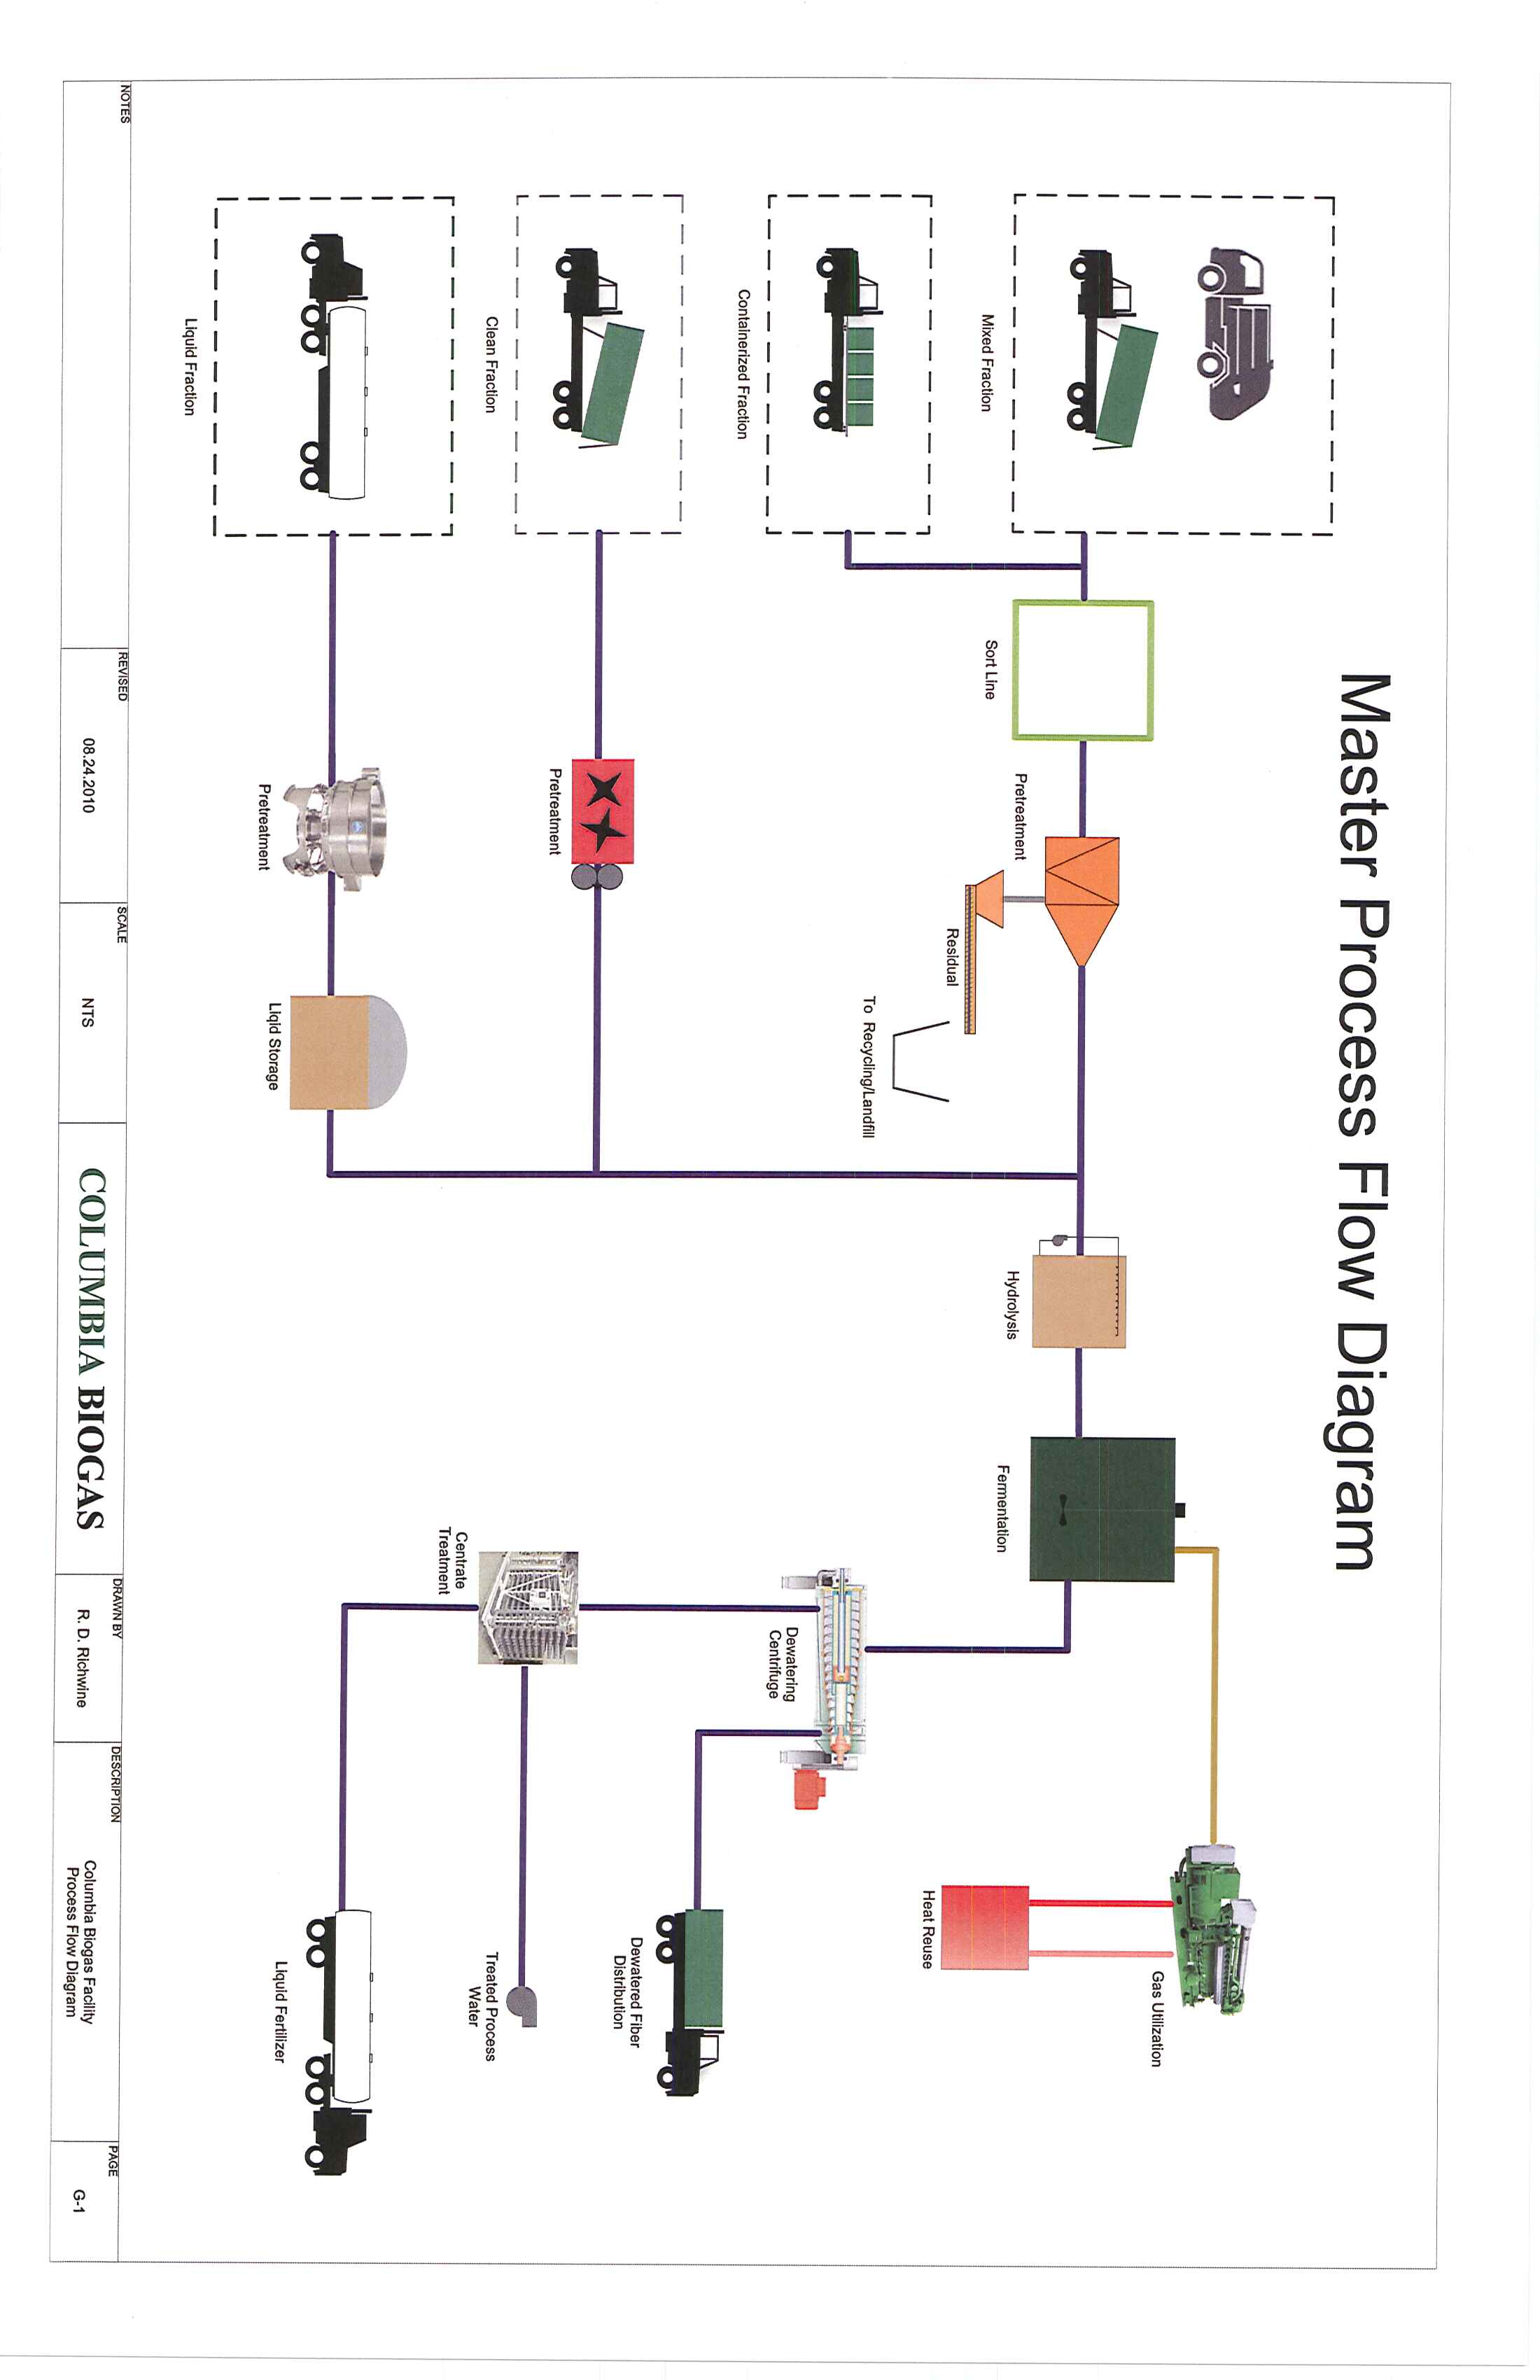 Master Process Flow Diagram
Mixed Fraction
Containerized Fraction
Clean Fraction
Liquid Fraction
Sort Line
Pretreatment
Residual
To Recycling/Landfill
Pretreatment
Pretreatment
Liqid Storage
Hydrolysis
Fermentation
Gas Utilization
Heat Reuse
Dewatering
Centrifuge
Dewatered Fiber
Distribution
Centrate
Treatment
Treated Process
Water
Liquid Fertilizer
NOTES
REVISED
08.24.2010
SCALE
NTS
COLUMBIA BIOGAS
DRAWN BY
R. D. Richwine
DESCRIPTION
Columbia Biogas Facility
Process Flow Diagram
PAGE
G-1